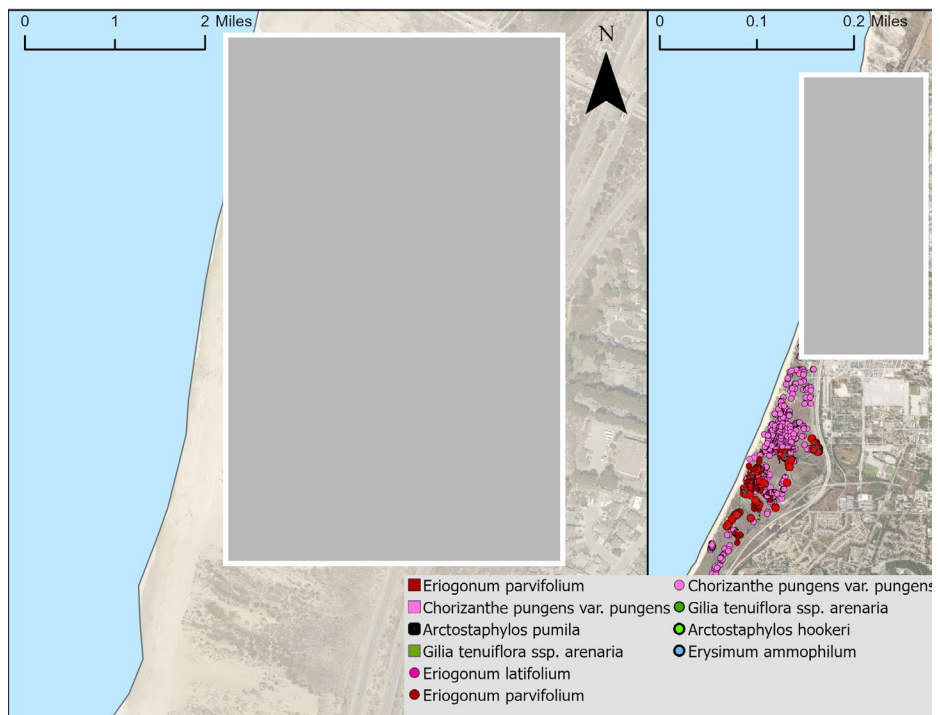 0 1 2 Miles
0 0.1 0.2 Miles
N
Eriogonum parvifolium
Chorizanthe pungens var. pungens
Arctostaphylos pumila
Gilia tenuiflora ssp. arenaria
Eriogonum latifolium
Eriogonum parvifolium
Chorizanthe pungens var. pungens
Gilia tenuiflora ssp. arenaria
Arctostaphylos hookeri
Erysimum ammophilum